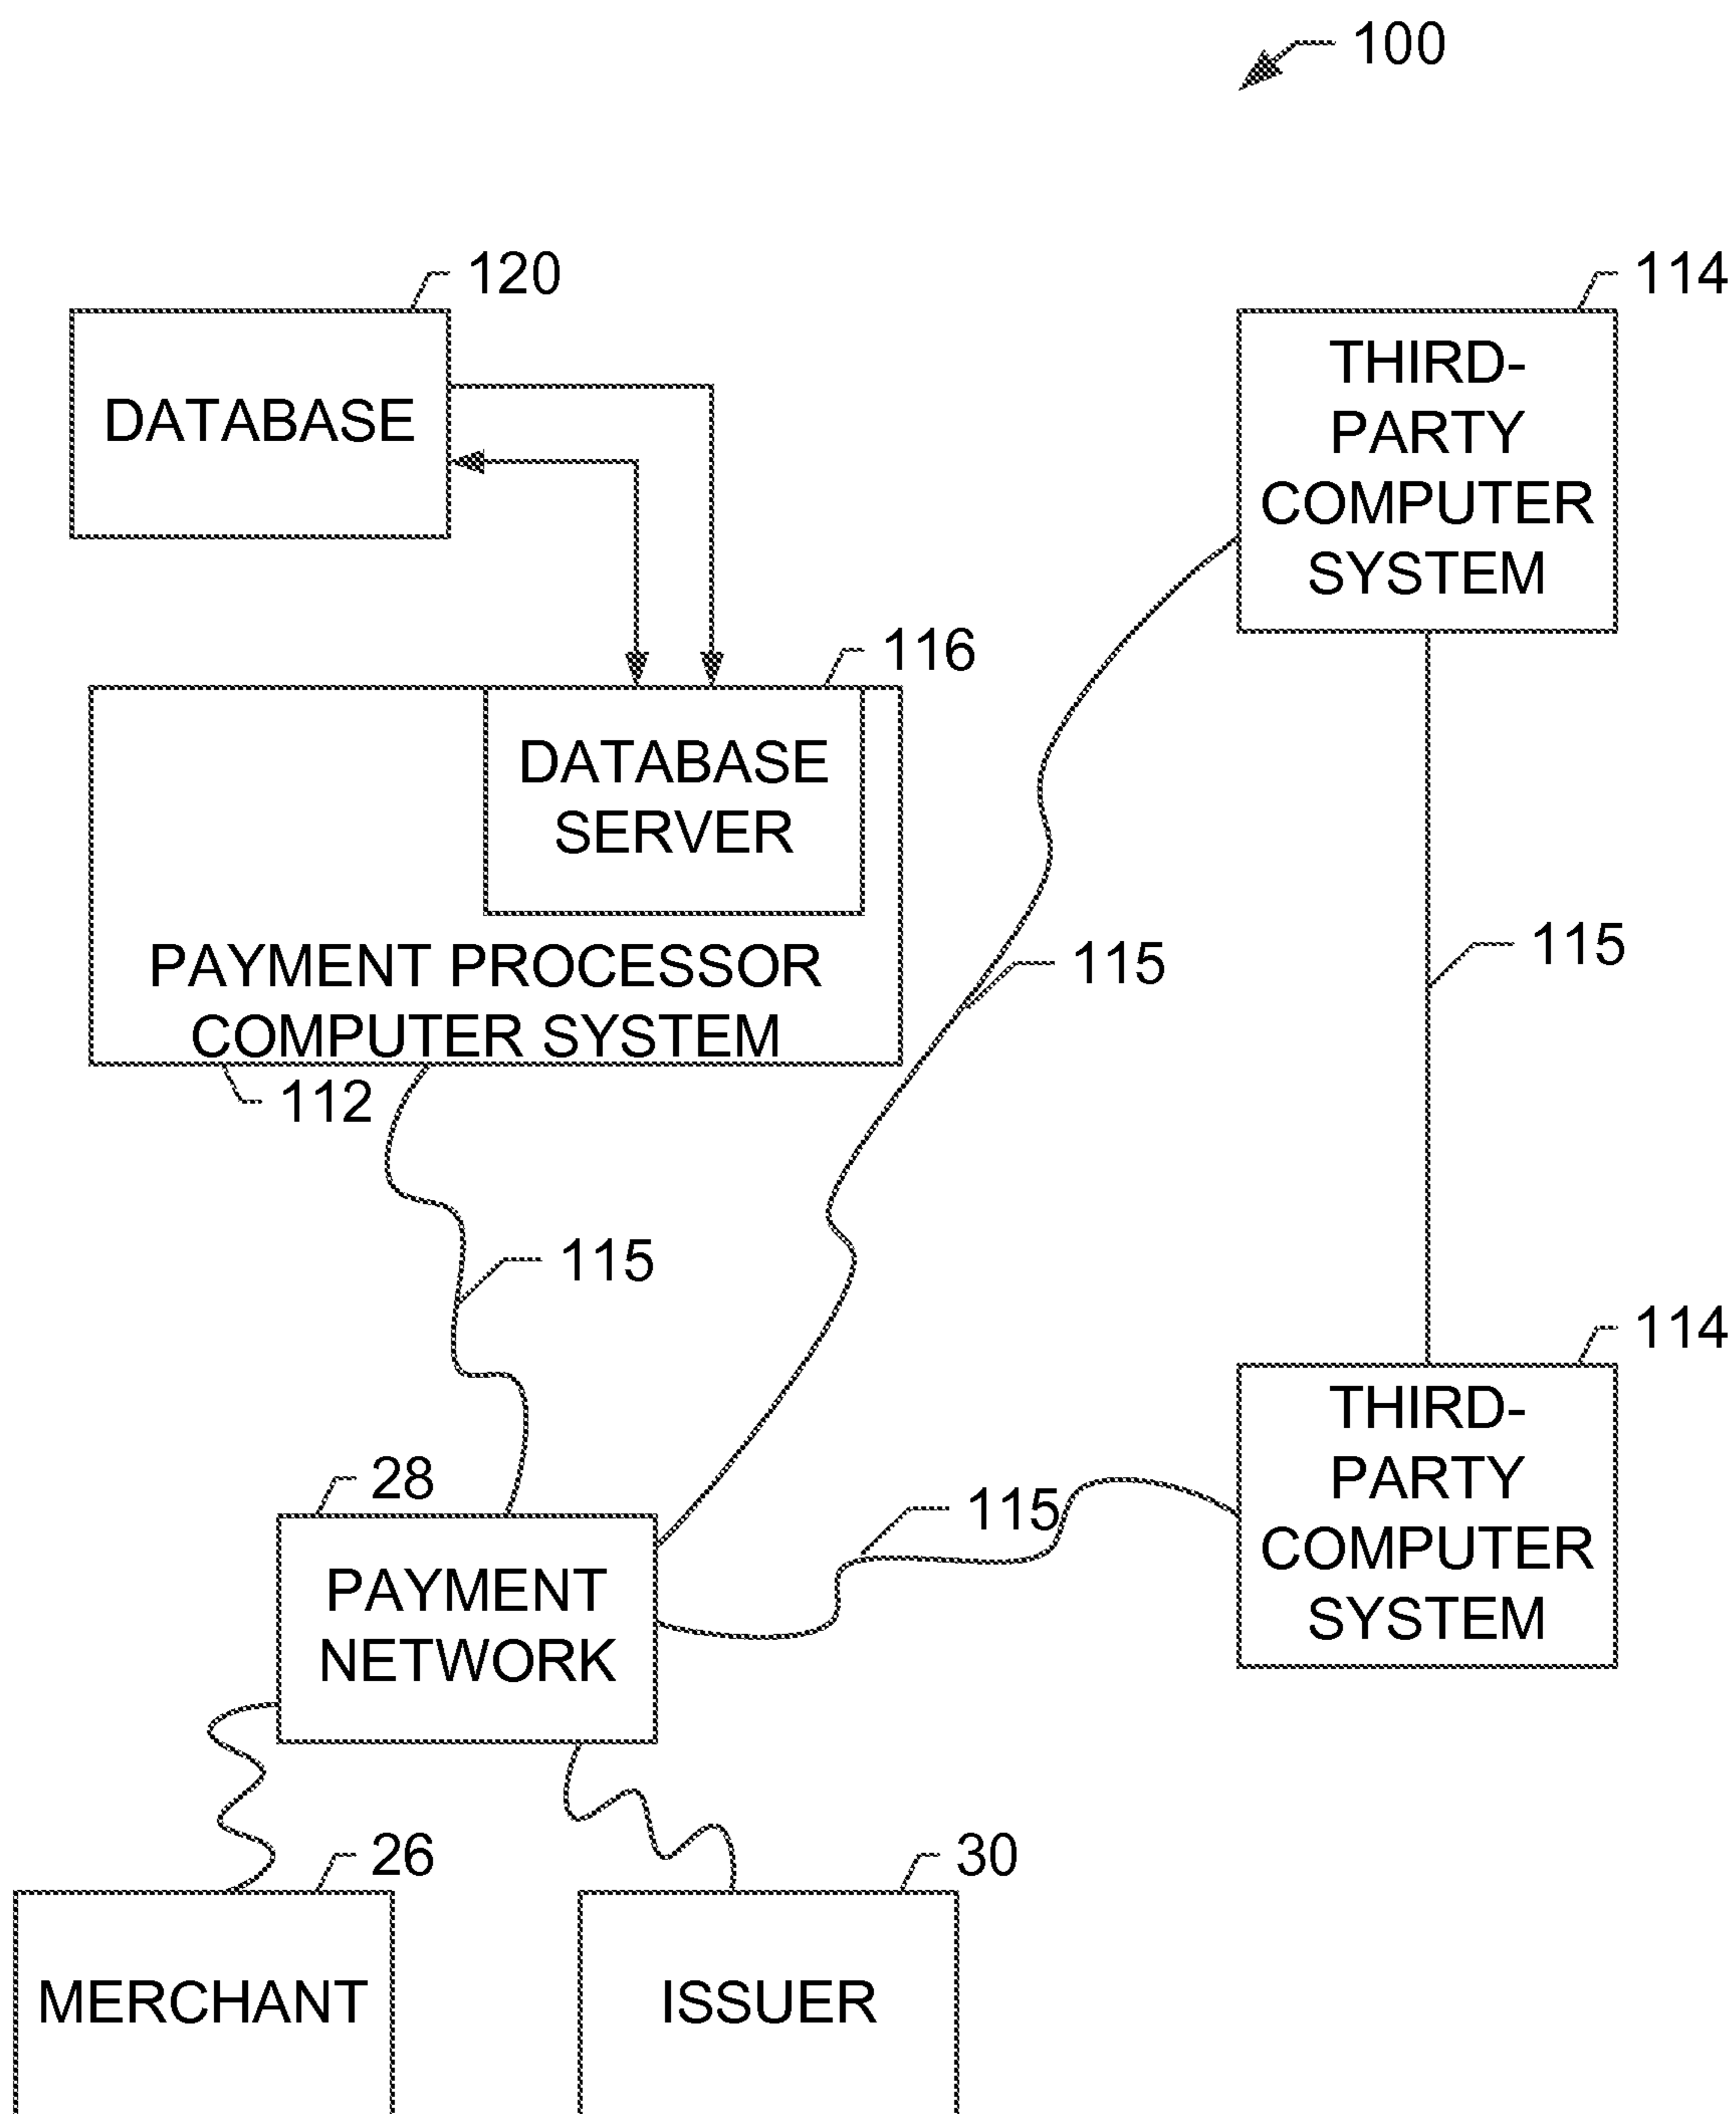 100
120
DATABASE
114
THIRD-
PARTY
COMPUTER
SYSTEM
116
DATABASE
SERVER
PAYMENT PROCESSOR
COMPUTER SYSTEM
112
115
115
115
114
THIRD-
PARTY
COMPUTER
SYSTEM
28
PAYMENT
NETWORK
115
26
MERCHANT
30
ISSUER